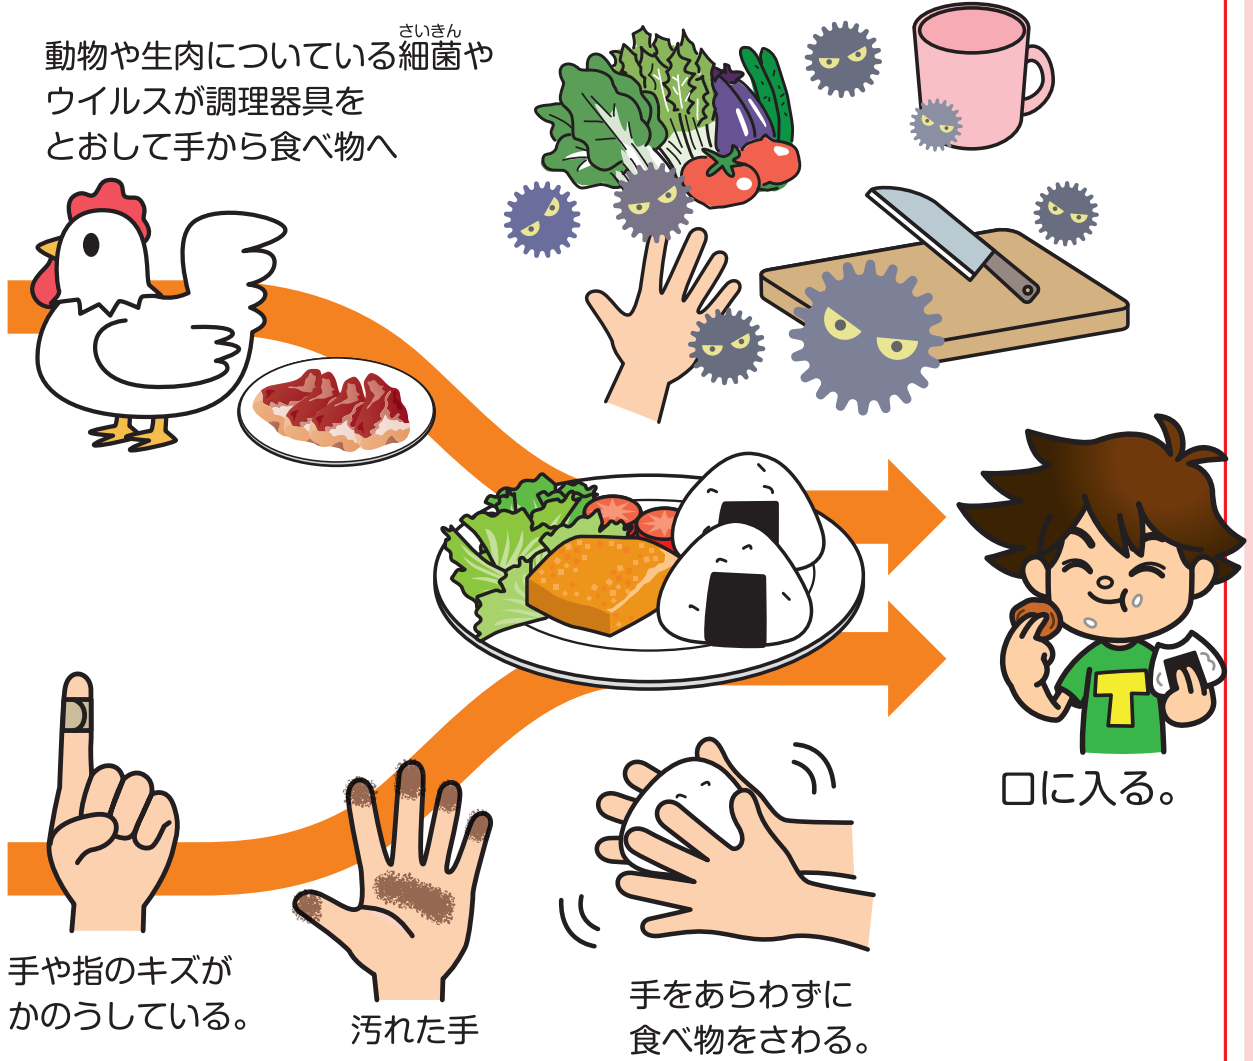 さいきん
動物や生肉についている細菌や
ウイルスが調理器具を
とおして手から食べ物へ
T
口に入る。
手や指のキズが
かのうしている。
汚れた手
手をあらわずに
食べ物をさわる。